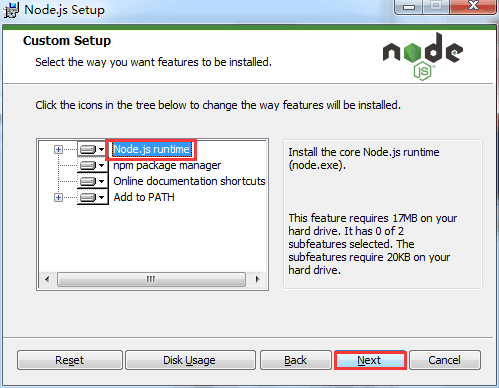 Node.js Setup
Custom Setup
Select the way you want features to be installed.
node
JS
Click the icons in the tree below to change the way features will be installed.
Node.js runtime
npm package manager
Online documentation shortcuts
Add to PATH
Install the core Node.js runtime
(node.exe).
This feature requires 17MB on your
hard drive. It has 0 of 2
subfeatures selected. The
subfeatures require 20KB on your
hard drive.
Reset
Disk Usage
Back
Next
Cancel